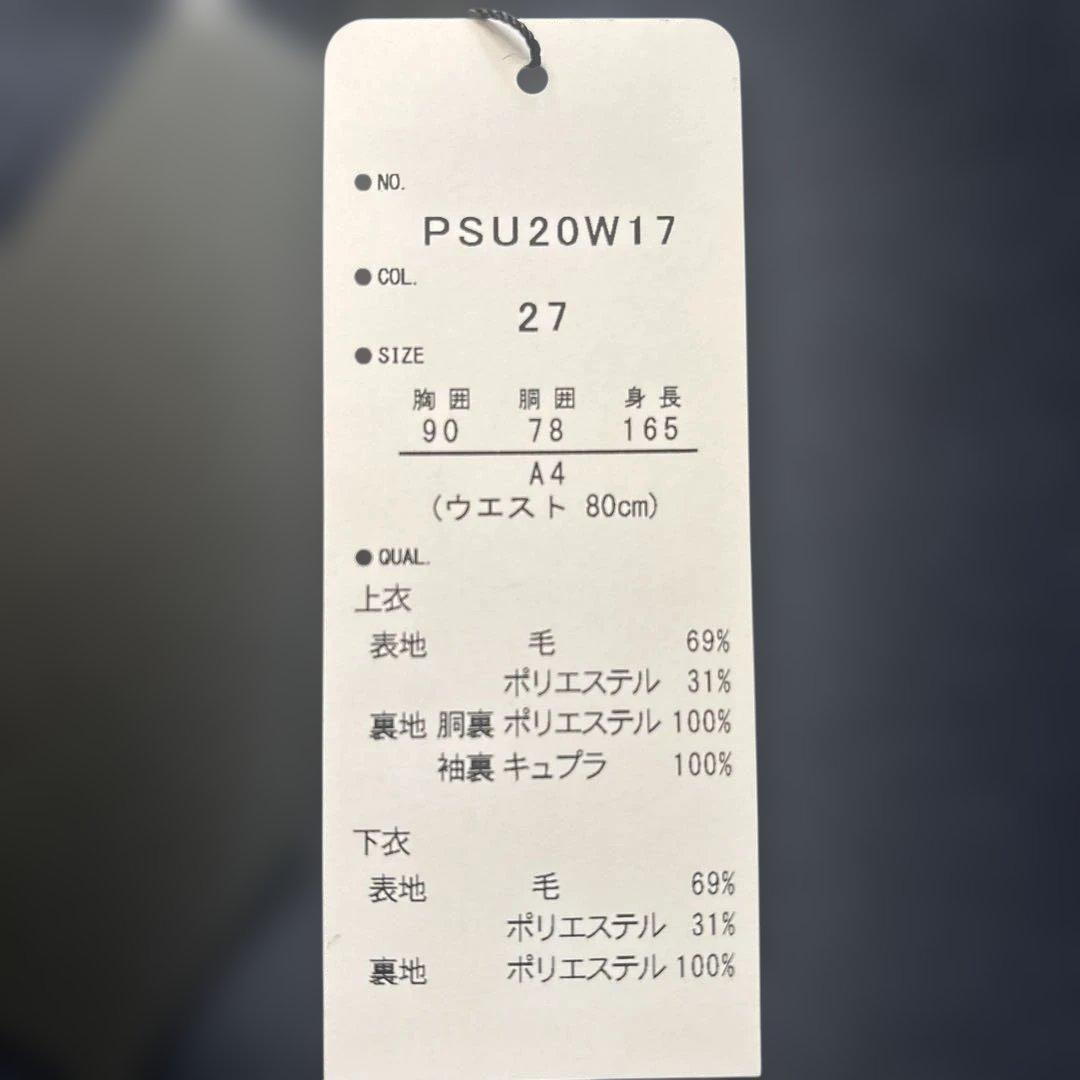 ●NO.
PSU20W17
●COL.
27
●SIZE
胸囲 胴囲 身長
90 78 165
A4
(ウエスト 80cm)
●QUAL.
上衣
表地 毛 69%
ポリエステル 31%
裏地 胴裏 ポリエステル 100%
袖裏 キュプラ 100%
下衣
表地 毛 69%
ポリエステル 31%
裏地 ポリエステル 100%